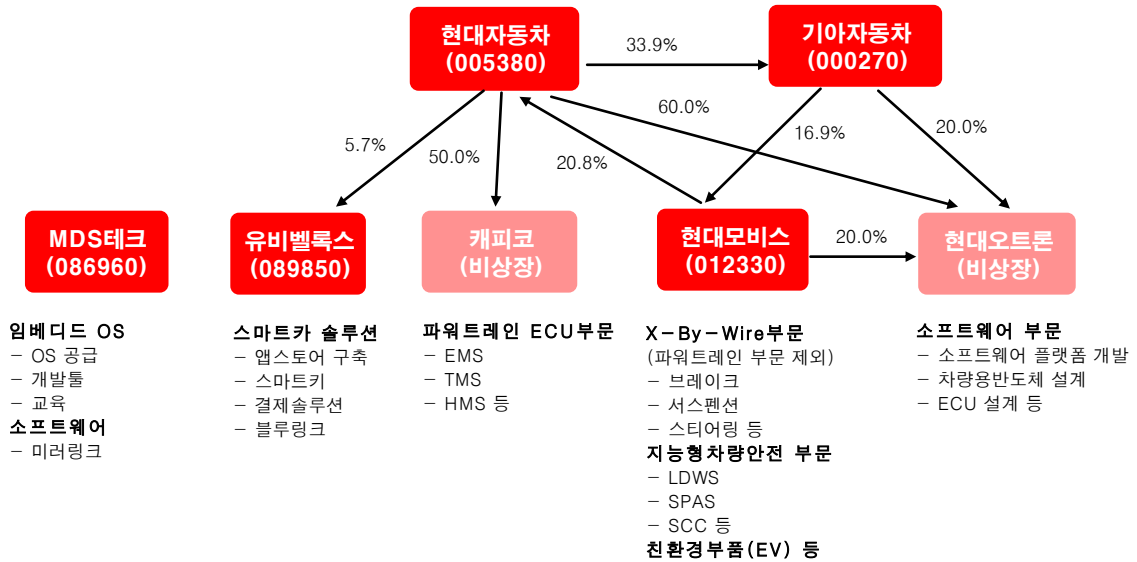 현대자동차
(005380)
33.9%
기아자동차
(000270)
5.7%
50.0%
20.8%
60.0%
16.9%
20.0%
MDS테크
(086960)
유비벨록스
(089850)
캐피코
(비상장)
현대모비스
(012330)
20.0%
현대오트론
(비상장)
임베디드 OS
- OS 공급
- 개발툴
- 교육
소프트웨어
- 미러링크
스마트카 솔루션
- 앱스토어 구축
- 스마트키
- 결제솔루션
- 블루링크
파워트레인 ECU부문
- EMS
- TMS
- HMS 등
X-By-Wire부문
(파워트레인 부문 제외)
- 브레이크
- 서스펜션
- 스티어링 등
지능형차량안전 부문
- LDWS
- SPAS
- SCC 등
친환경부품(EV) 등
소프트웨어 부문
- 소프트웨어 플랫폼 개발
- 차량용반도체 설계
- ECU 설계 등